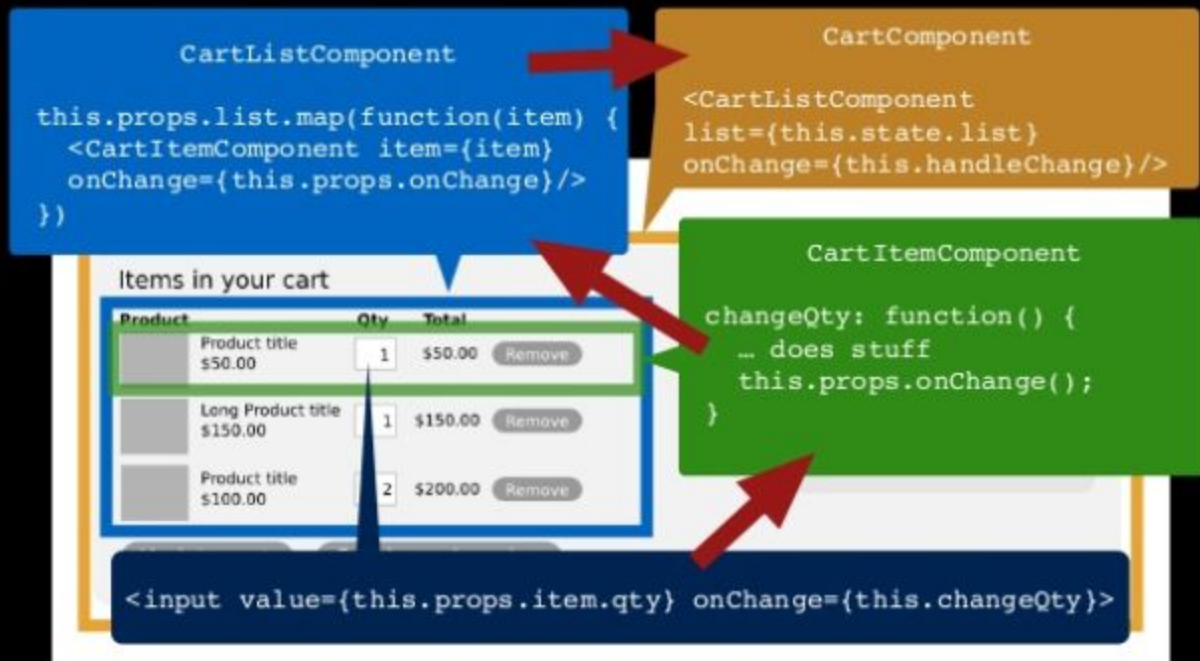 CartListComponent
this.props.list.map(function(item) {
<CartItemComponent item={item}
onChange={this.props.onChange}/>
})
CartComponent
<CartListComponent
list={this.state.list}
onChange={this.handleChange}/>
CartItemComponent
changeQty: function() {
… does stuff
this.props.onChange();
}
Items in your cart
Product Qty Total
Product title
$50.00
1 $50.00 Remove
Long Product title
$150.00
1 $150.00 Remove
Product title
$100.00
2 $200.00 Remove
<input value={this.props.item.qty} onChange={this.changeQty}>